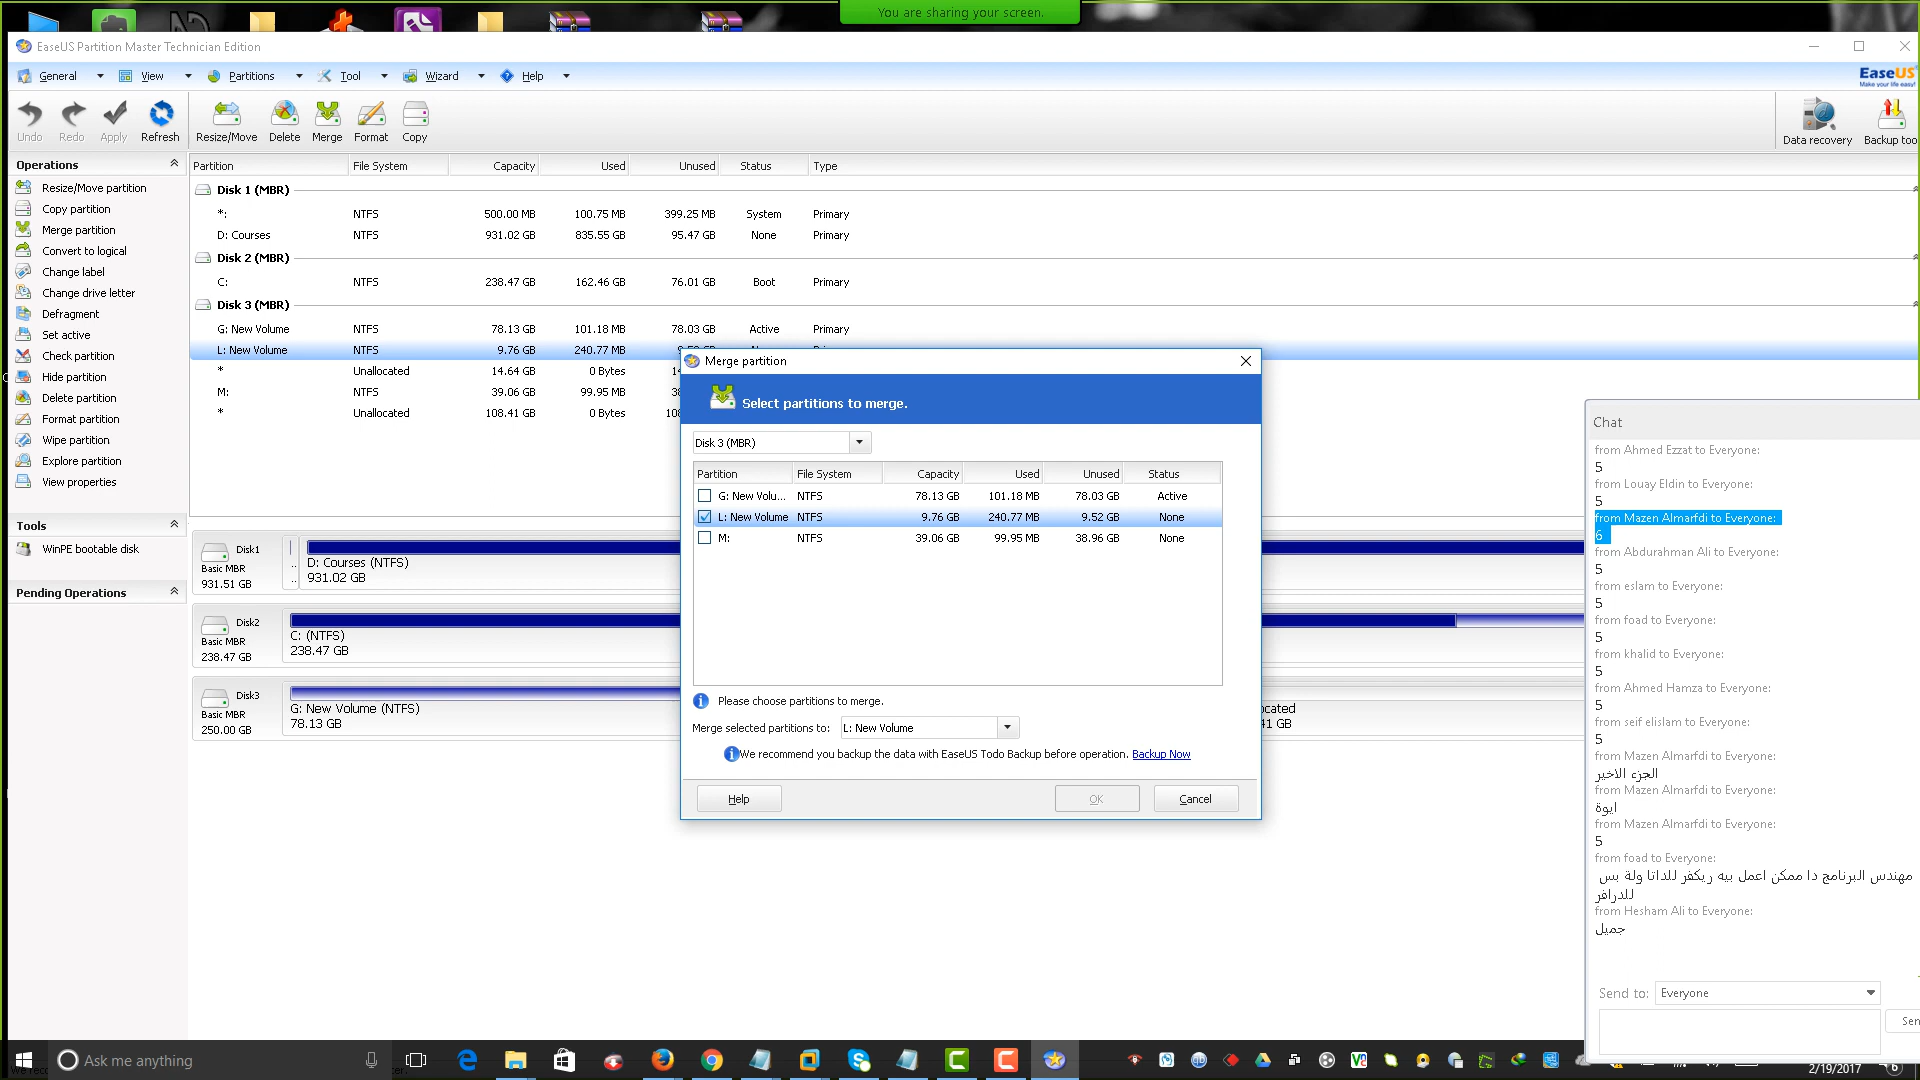 You are sharing your screen.
EaseUS Partition Master Technician Edition
General View Partitions Tool Wizard Help
EaseUS
Make your life easy!
Undo Redo Apply Refresh Resize/Move Delete Merge Format Copy Data recovery Backup too
Operations
Resize/Move partition
Copy partition
Merge partition
Convert to logical
Change label
Change drive letter
Defragment
Set active
Check partition
Hide partition
Delete partition
Format partition
Wipe partition
Explore partition
View properties
Tools
WinPE bootable disk
Pending Operations
Partition File System Capacity Used Unused Status Type
Disk 1 (MBR)
*: NTFS 500.00 MB 100.75 MB 399.25 MB System Primary
D: Courses NTFS 931.02 GB 835.55 GB 95.47 GB None Primary
Disk 2 (MBR)
C: NTFS 238.47 GB 162.46 GB 76.01 GB Boot Primary
Disk 3 (MBR)
G: New Volume NTFS 78.13 GB 101.18 MB 78.03 GB Active Primary
L: New Volume NTFS 9.76 GB 240.77 MB
* Unallocated 14.64 GB 0 Bytes
M: NTFS 39.06 GB 99.95 MB
* Unallocated 108.41 GB 0 Bytes
Disk1
Basic MBR
931.51 GB
D: Courses (NTFS)
931.02 GB
Disk2
Basic MBR
238.47 GB
C: (NTFS)
238.47 GB
Disk3
Basic MBR
250.00 GB
G: New Volume (NTFS)
78.13 GB
ocated
41 GB
Merge partition
Select partitions to merge.
Disk 3 (MBR)
Partition File System Capacity Used Unused Status
G: New Volu... NTFS 78.13 GB 101.18 MB 78.03 GB Active
L: New Volume NTFS 9.76 GB 240.77 MB 9.52 GB None
M: NTFS 39.06 GB 99.95 MB 38.96 GB None
Please choose partitions to merge.
Merge selected partitions to: L: New Volume
We recommend you backup the data with EaseUS Todo Backup before operation. Backup Now
Help OK Cancel
Chat
from Ahmed Ezzat to Everyone:
5
from Louay Eldin to Everyone:
5
from Mazen Almarfdi to Everyone:
6
from Abdurahman Ali to Everyone:
5
from eslam to Everyone:
5
from foad to Everyone:
5
from khalid to Everyone:
5
from Ahmed Hamza to Everyone:
5
from seif elislam to Everyone:
5
from Mazen Almarfdi to Everyone:
الجزء الاخير
from Mazen Almarfdi to Everyone:
ايوة
from Mazen Almarfdi to Everyone:
5
from foad to Everyone:
مهندس البرنامج دا ممكن اعمل بيه ريكفر للداتا ولة بس
للدرافر
from Hesham Ali to Everyone:
جميل
Send to: Everyone
Sen
Ask me anything
2/19/2017